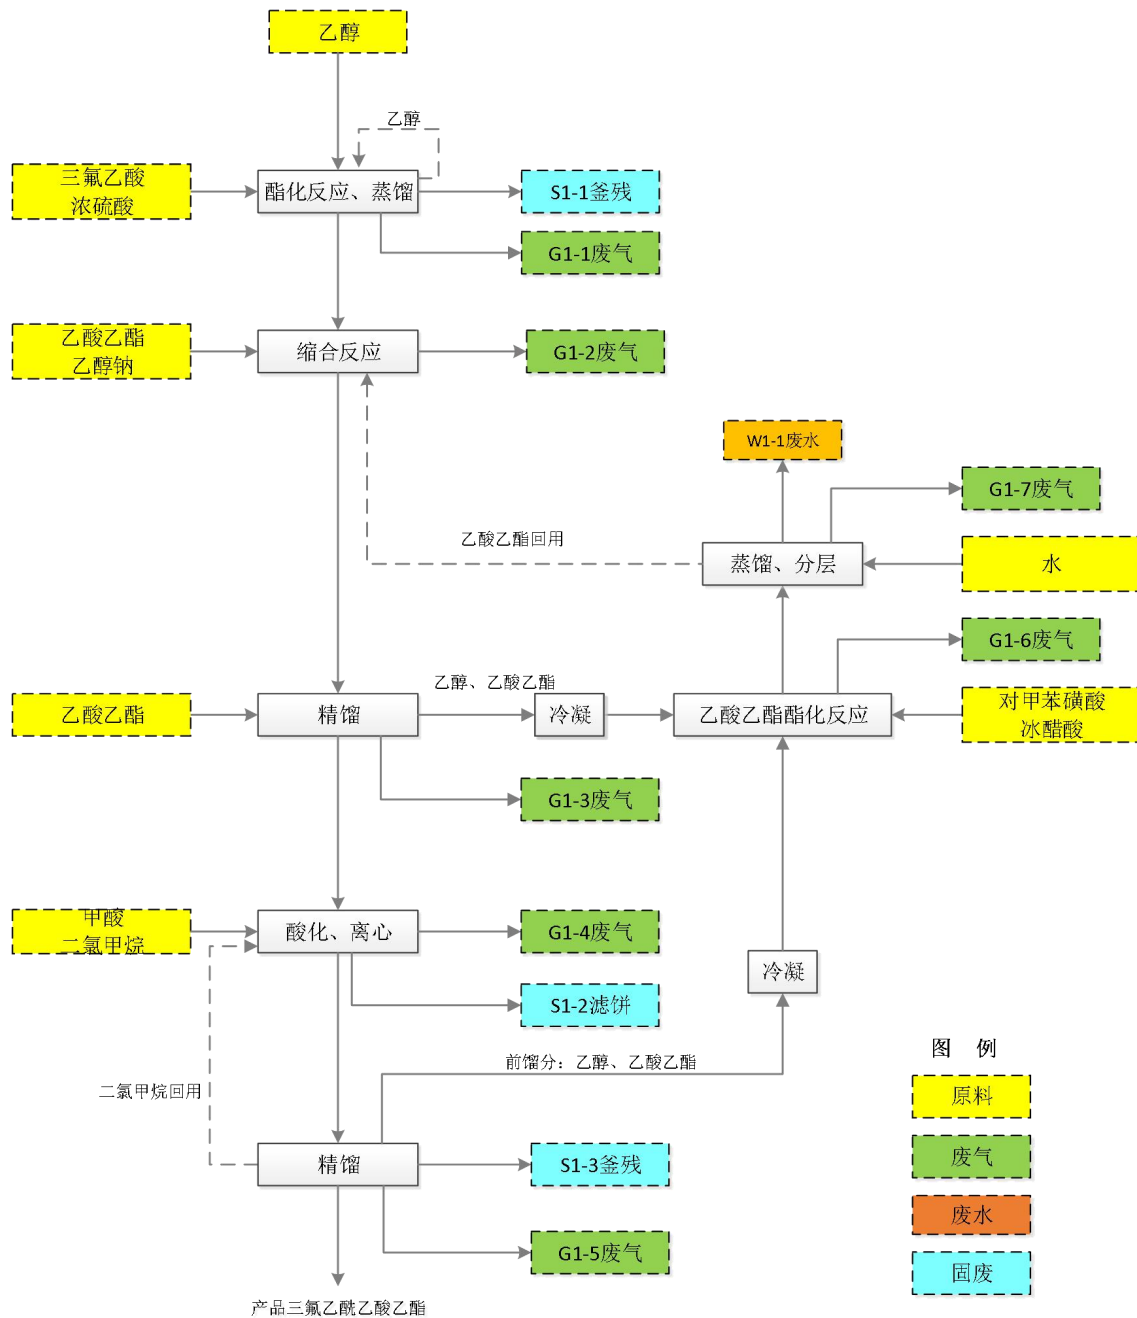 乙醇
乙醇
三氟乙酸
浓硫酸
酯化反应、蒸馏
S1-1釜残
G1-1废气
乙酸乙酯
乙醇钠
缩合反应
G1-2废气
W1-1废水
G1-7废气
乙酸乙酯回用
蒸馏、分层
水
G1-6废气
乙酸乙酯
精馏
乙醇、乙酸乙酯
冷凝
乙酸乙酯酯化反应
对甲苯磺酸
冰醋酸
G1-3废气
甲酸
二氯甲烷
酸化、离心
G1-4废气
冷凝
S1-2滤饼
前馏分：乙醇、乙酸乙酯
二氯甲烷回用
精馏
S1-3釜残
G1-5废气
产品三氟乙酰乙酸乙酯
图 例
原料
废气
废水
固废